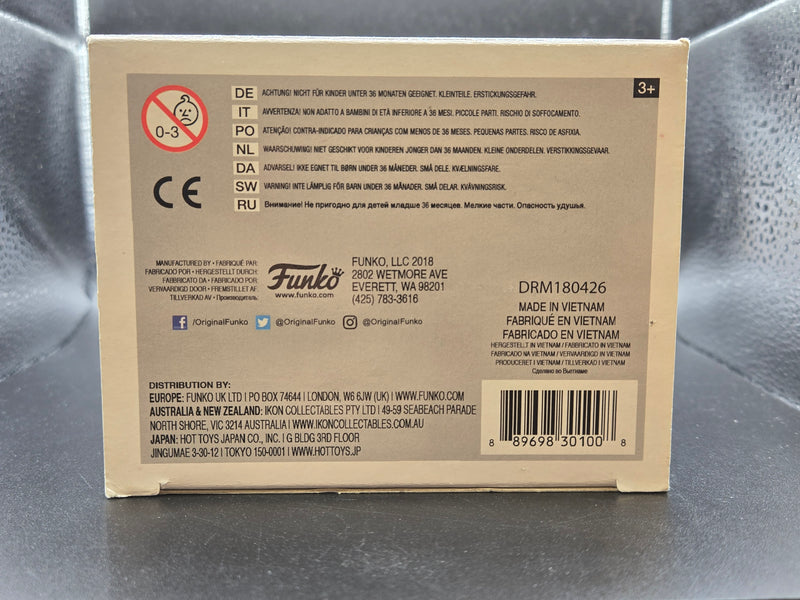 0-3
DE ACHTUNG! NICHT FÜR KINDER UNTER 36 MONATEN GEEIGNET. KLEINTEILE. ERSTICKUNGSGEFAHR.
3+
IT AVVERTENZA! NON ADATTO A BAMBINI DI ETÀ INFERIORE A 36 MESI. PICCOLE PARTI. RISCHIO DI SOFFOCAMENTO.
PO ATENÇÃO! CONTRA-INDICADO PARA CRIANÇAS COM MENOS DE 36 MESES. PEQUENAS PARTES. RISCO DE ASFIXIA.
NL WAARSCHUWING! NIET GESCHIKT VOOR KINDEREN JONGER DAN 36 MAANDEN. KLEINE ONDERDELEN. VERSTIKKINGSGEVAAR.
DA ADVARSEL! IKKE EGNET TIL BØRN UNDER 36 MÅNEDER. SMÅ DELE. KVÆLNINGSFARE.
SW VARNING! INTE LÄMPLIG FÖR BARN UNDER 36 MÅNADER. SMÅ DELAR. KVÄVNINGSRISK.
RU Внимание! Не пригодно для детей младше 36 месяцев. Мелкие части. Опасность удушья.
CE
MANUFACTURED BY • FABRIQUÉ PAR:
FABRICADO POR • HERGESTELLT DURCH:
FABBRICATO DA • FABRICADO POR:
VERVAARDIGD DOOR • FREMSTILLET AF:
TILLVERKAD AV • Производитель:
Funko
www.funko.com
FUNKO, LLC 2018
2802 WETMORE AVE
EVERETT, WA 98201
(425) 783-3616
/OriginalFunko @OriginalFunko @OriginalFunko
DRM180426
MADE IN VIETNAM
FABRIQUÉ EN VIETNAM
FABRICADO EN VIETNAM
HERGESTELLT IN VIETNAM / FABBRICATO IN VIETNAM
FABRICADO NA VIETNAM / VERVAARDIGD IN VIETNAM
PRODUCERET I VIETNAM / TILLVERKAD I VIETNAM
Сделано во Вьетнаме
DISTRIBUTION BY:
EUROPE: FUNKO UK LTD | PO BOX 74644 | LONDON, W6 6JW (UK) | WWW.FUNKO.COM
AUSTRALIA & NEW ZEALAND: IKON COLLECTABLES PTY LTD | 49-59 SEABEACH PARADE
NORTH SHORE, VIC 3214 AUSTRALIA | WWW.IKONCOLLECTABLES.COM.AU
JAPAN: HOT TOYS JAPAN CO., INC. | G BLDG 3RD FLOOR
JINGUMAE 3-30-12 | TOKYO 150-0001 | WWW.HOTTOYS.JP
8 89698 30100 8